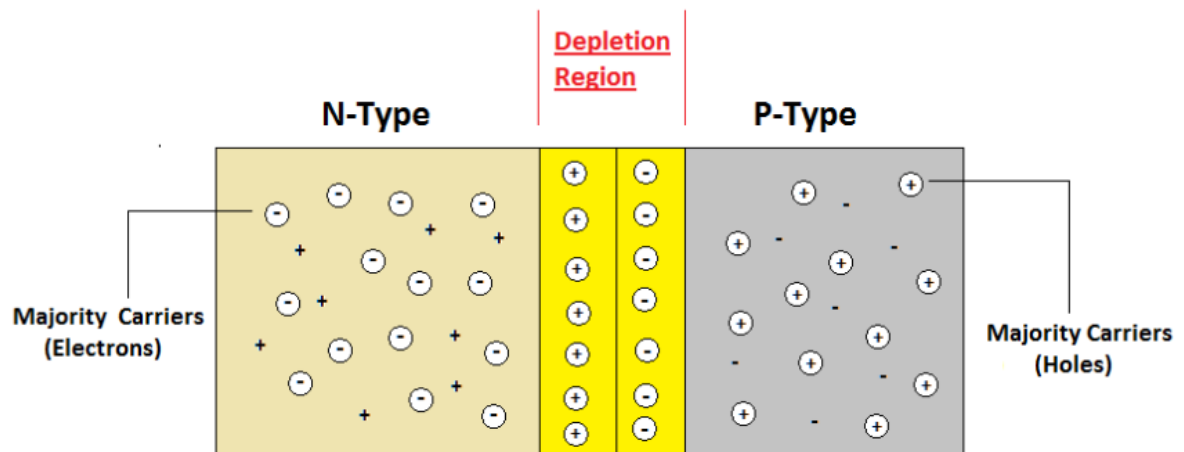 Depletion
Region
N-Type
P-Type
Majority Carriers
(Electrons)
Majority Carriers
(Holes)